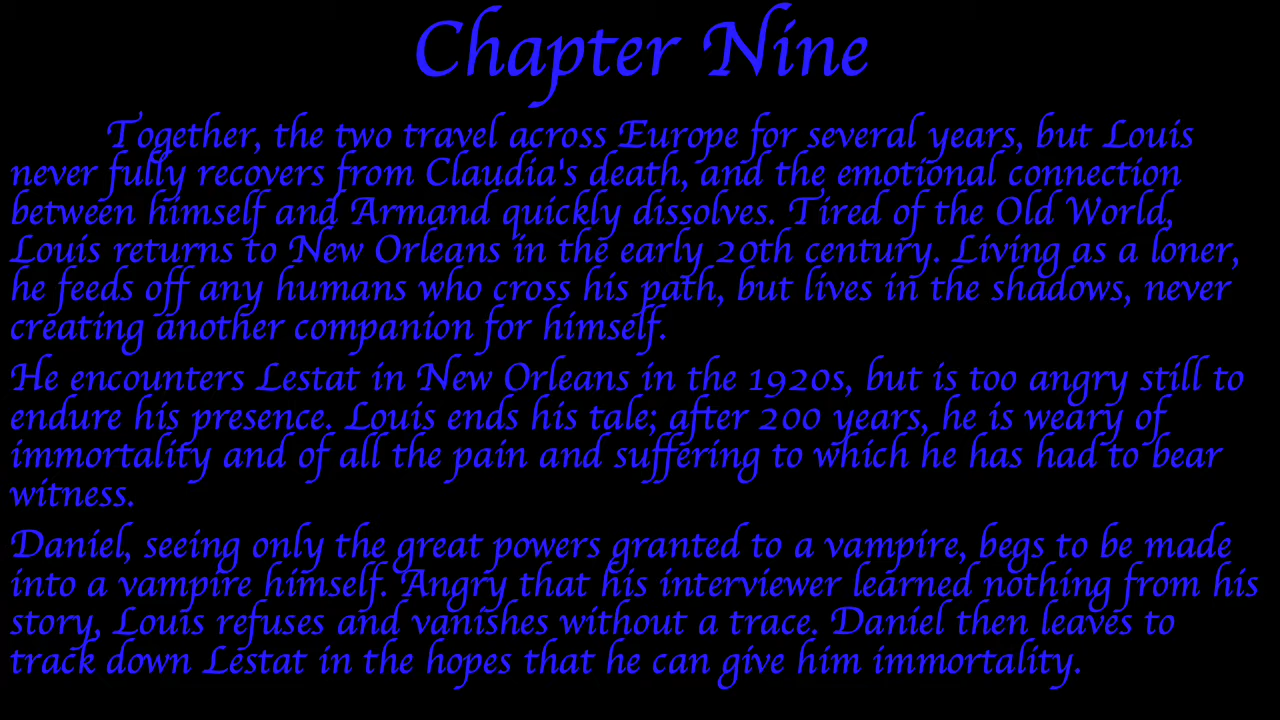 Chapter Nine
Together, the two travel across Europe for several years, but Louis
never fully recovers from Claudia's death, and the emotional connection
between himself and Armand quickly dissolves. Tired of the Old World,
Louis returns to New Orleans in the early 20th century. Living as a loner,
he feeds off any humans who cross his path, but lives in the shadows, never
creating another companion for himself.
He encounters Lestat in New Orleans in the 1920s, but is too angry still to
endure his presence. Louis ends his tale; after 200 years, he is weary of
immortality and of all the pain and suffering to which he has had to bear
witness.
Daniel, seeing only the great powers granted to a vampire, begs to be made
into a vampire himself. Angry that his interviewer learned nothing from his
story, Louis refuses and vanishes without a trace. Daniel then leaves to
track down Lestat in the hopes that he can give him immortality.